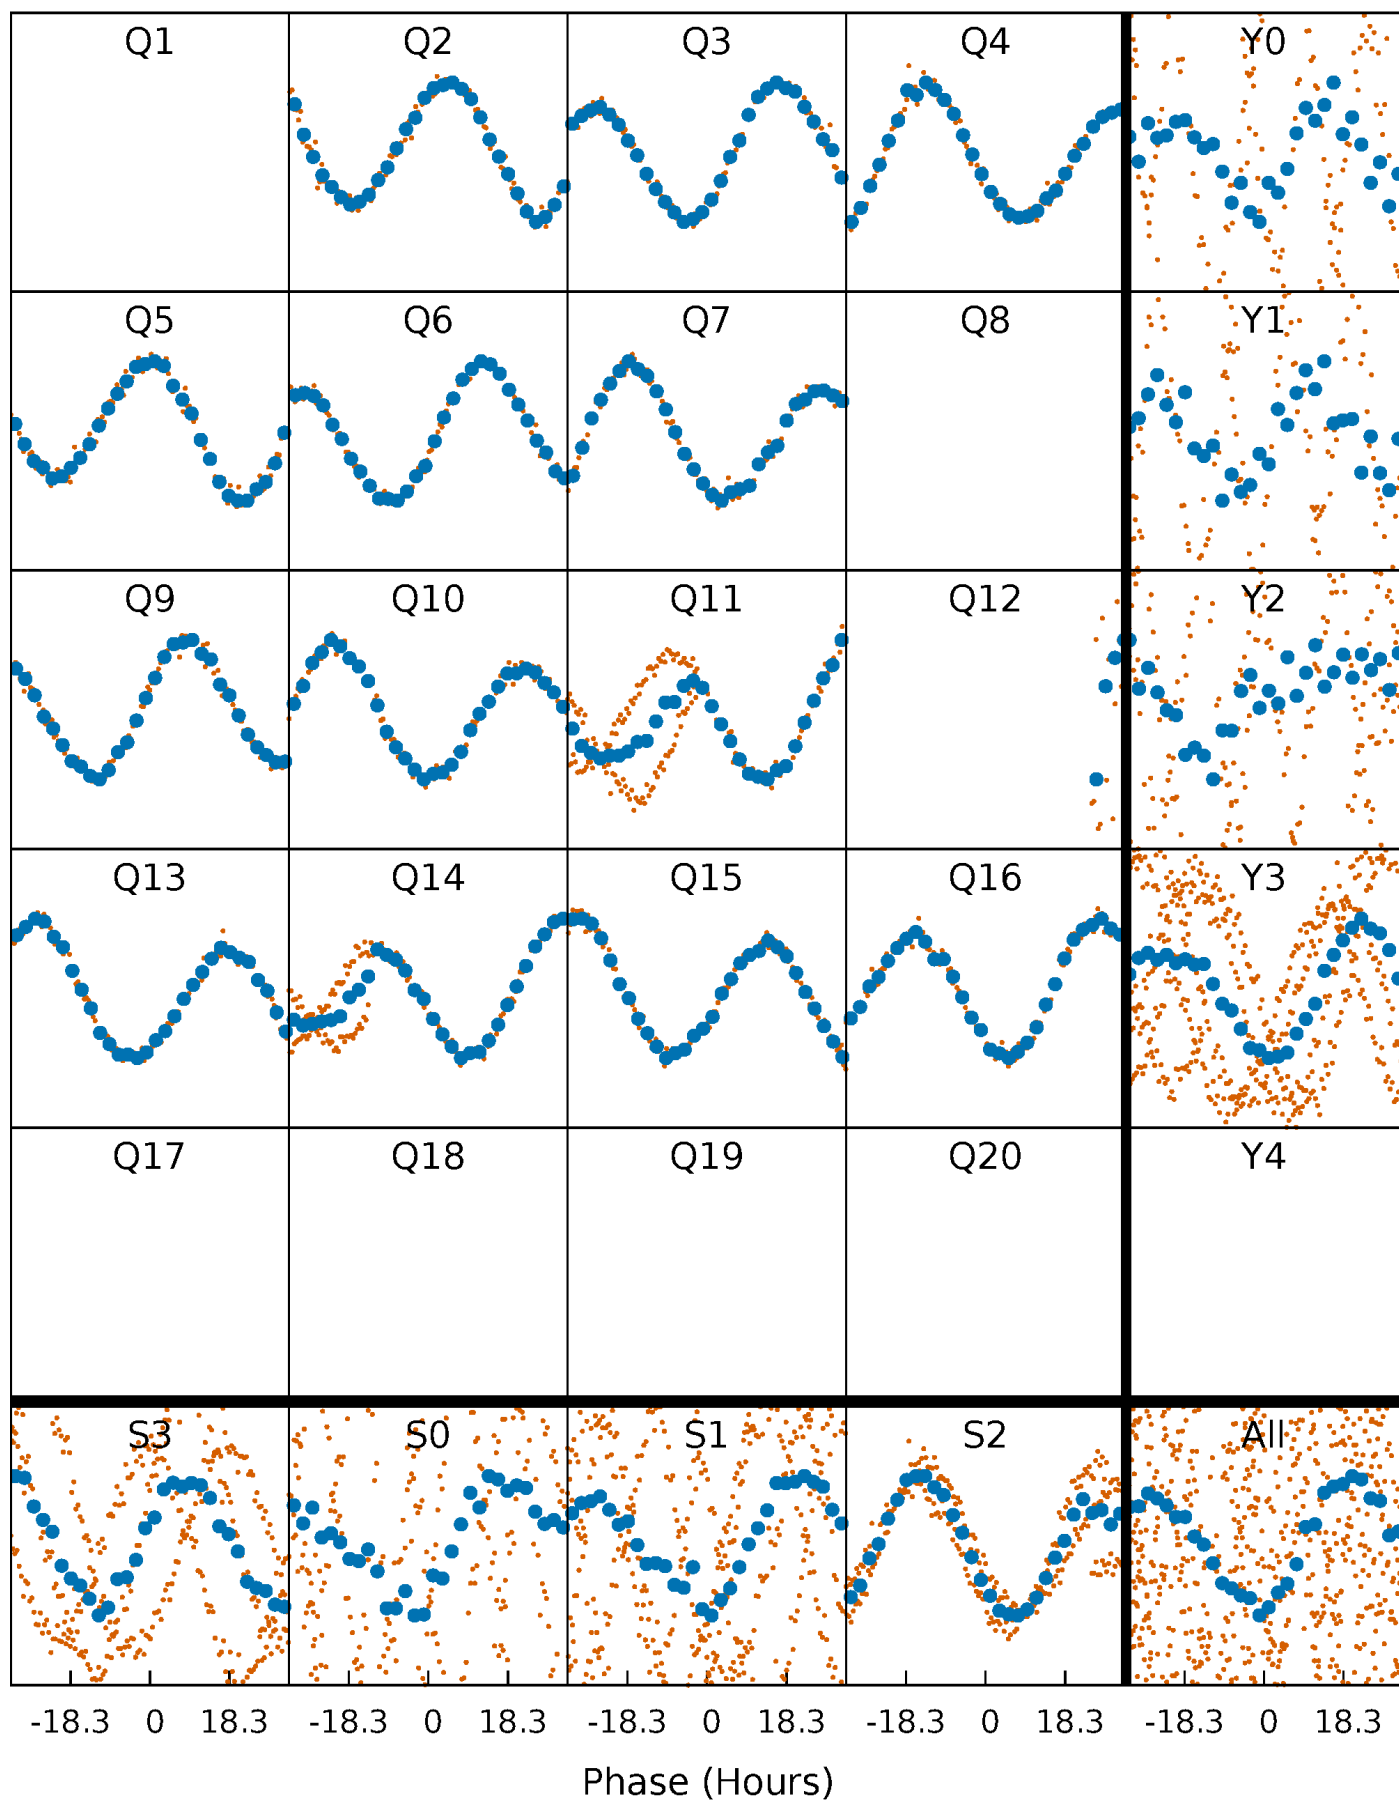 Q1 Q2 Q3 Q4 Y0
Q5 Q6 Q7 Q8 Y1
Q9 Q10 Q11 Q12 Y2
Q13 Q14 Q15 Q16 Y3
Q17 Q18 Q19 Q20 Y4
S3 S0 S1 S2 All
-18.3 0 18.3 -18.3 0 18.3 -18.3 0 18.3 -18.3 0 18.3 -18.3 0 18.3
Phase (Hours)